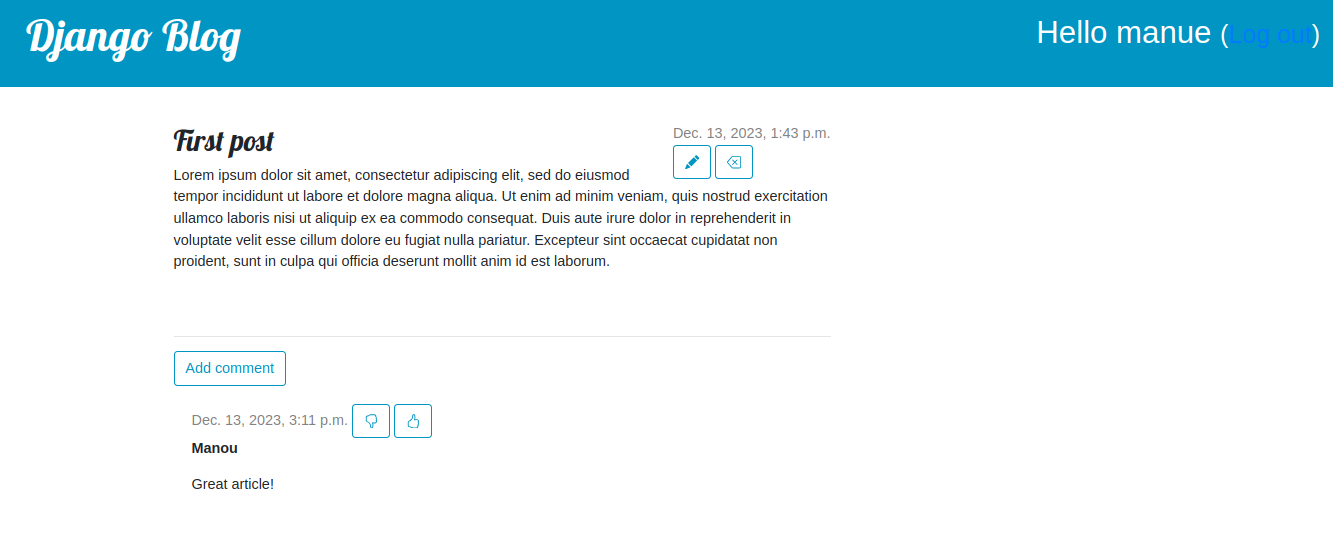 Django Blog
Hello manue (Log out)
First post
Dec. 13, 2023, 1:43 p.m.
Lorem ipsum dolor sit amet, consectetur adipiscing elit, sed do eiusmod
tempor incididunt ut labore et dolore magna aliqua. Ut enim ad minim veniam, quis nostrud exercitation
ullamco laboris nisi ut aliquip ex ea commodo consequat. Duis aute irure dolor in reprehenderit in
voluptate velit esse cillum dolore eu fugiat nulla pariatur. Excepteur sint occaecat cupidatat non
proident, sunt in culpa qui officia deserunt mollit anim id est laborum.
Add comment
Dec. 13, 2023, 3:11 p.m.
Manou
Great article!